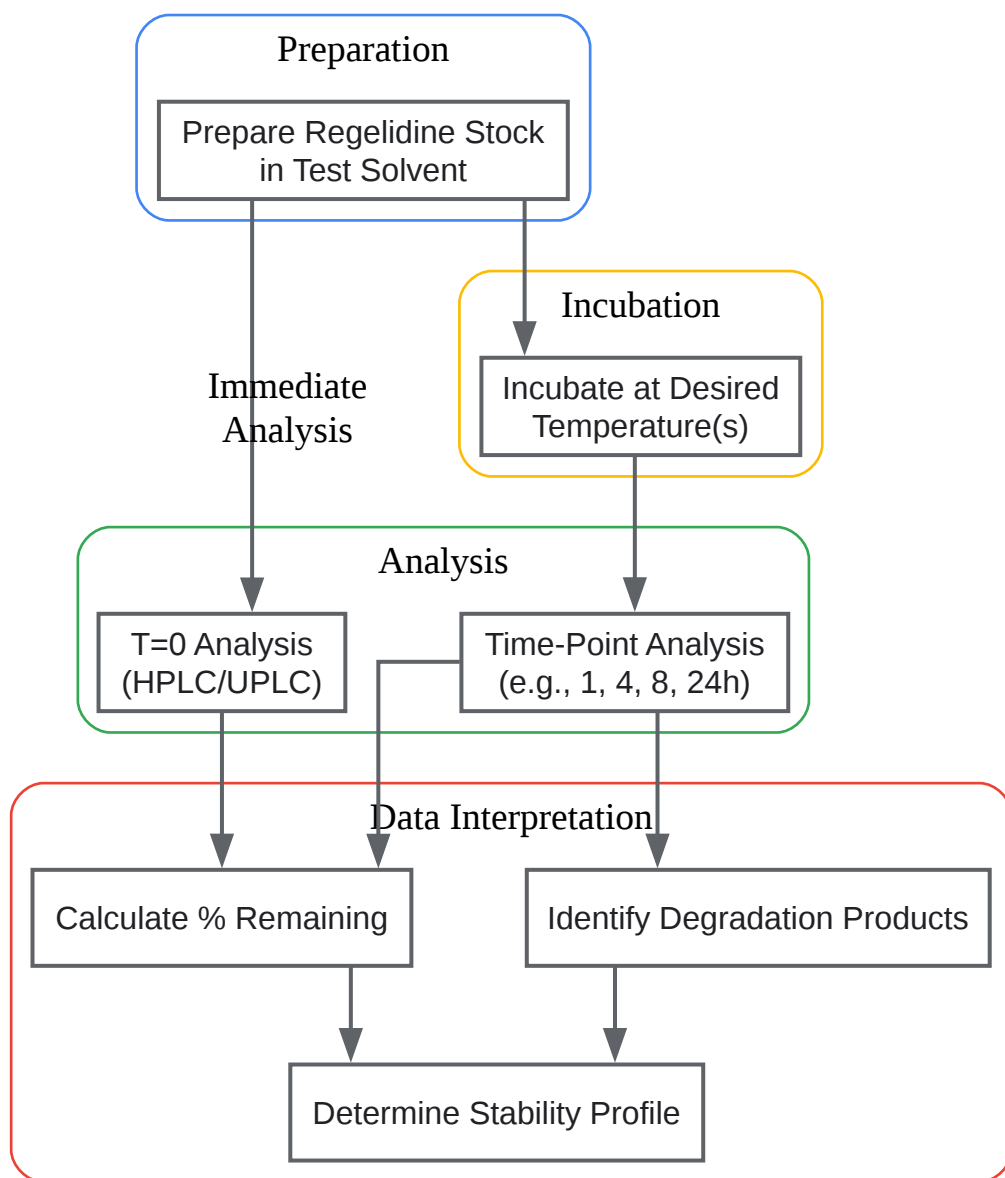 Preparation
Prepare Regelidine Stock
in Test Solvent
Incubation
Immediate
Analysis
Incubate at Desired
Temperature(s)
Analysis
T=0 Analysis
(HPLC/UPLC)
Time-Point Analysis
(e.g., 1, 4, 8, 24h)
Data Interpretation
Calculate % Remaining
Identify Degradation Products
Determine Stability Profile